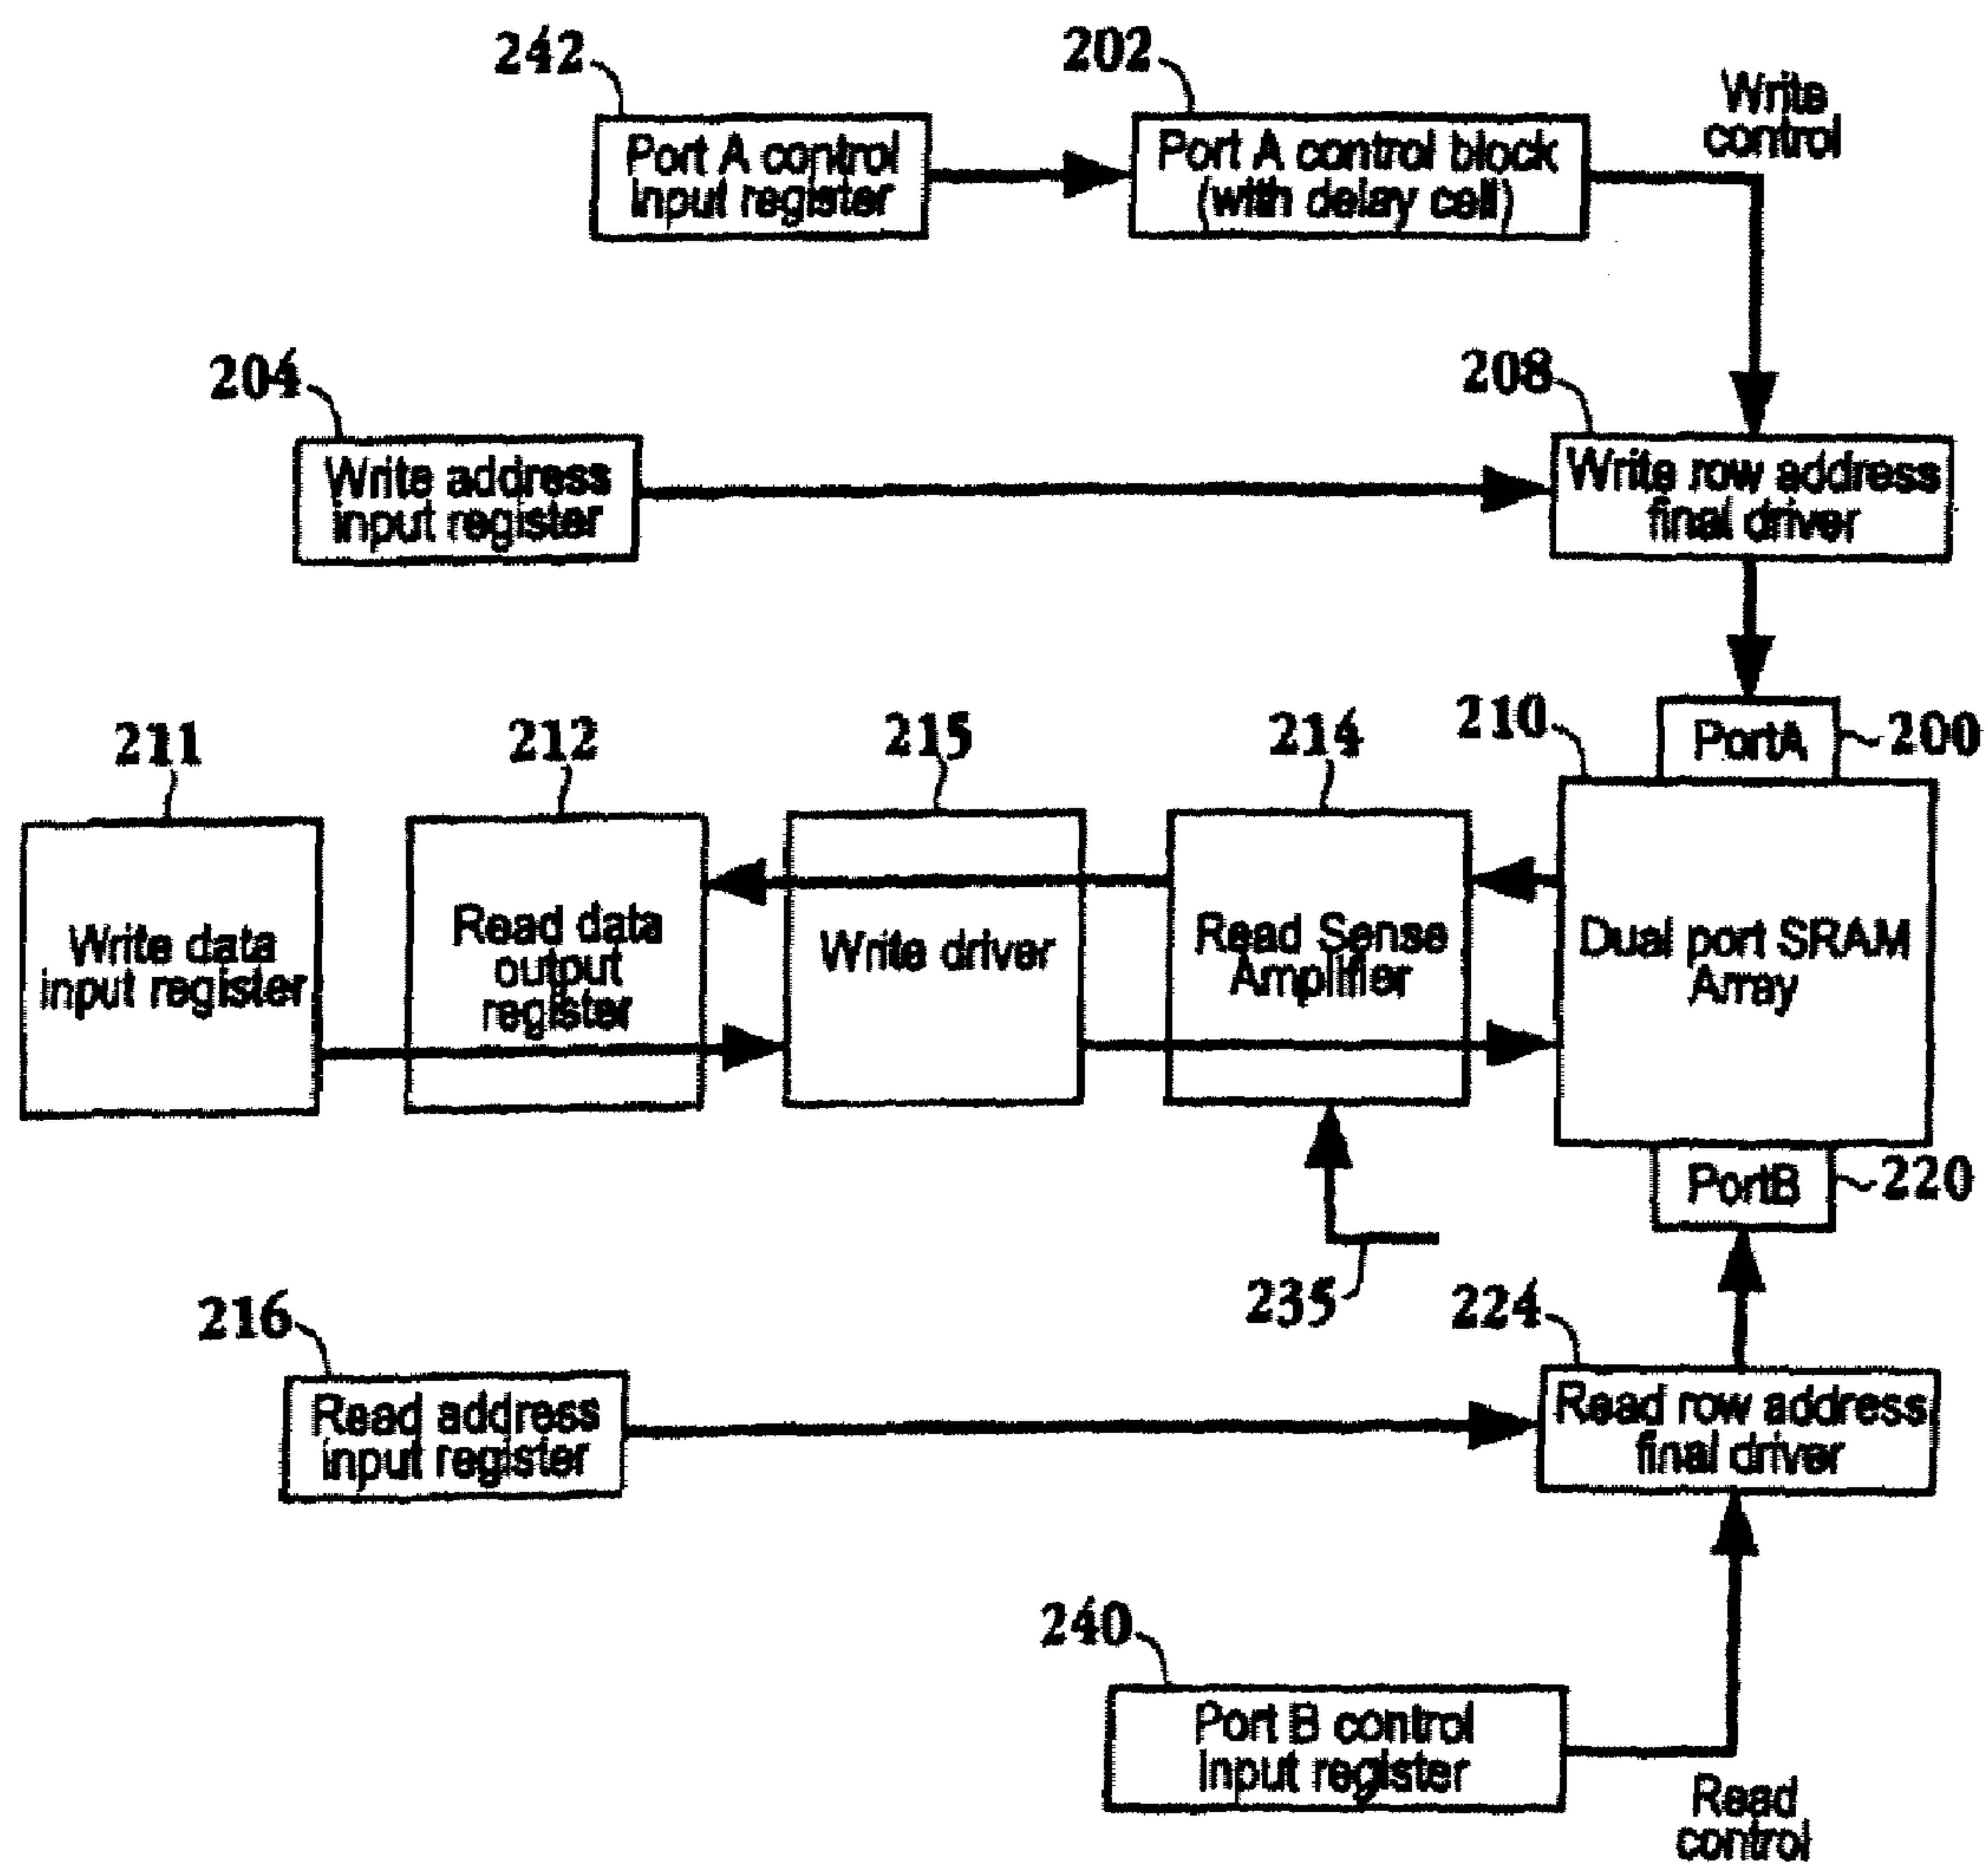 242
202
Write
control
Port A control
input register
Port A control block
(with delay cell)
204
208
Write address
input register
Write row address
final driver
211
212
215
214
210
PortA
200
Write data
input register
Read data
output
register
Write driver
Read Sense
Amplifier
Dual port SRAM
Array
PortB
220
235
216
224
Read address
input register
Read row address
final driver
240
Port B control
Input register
Read
control